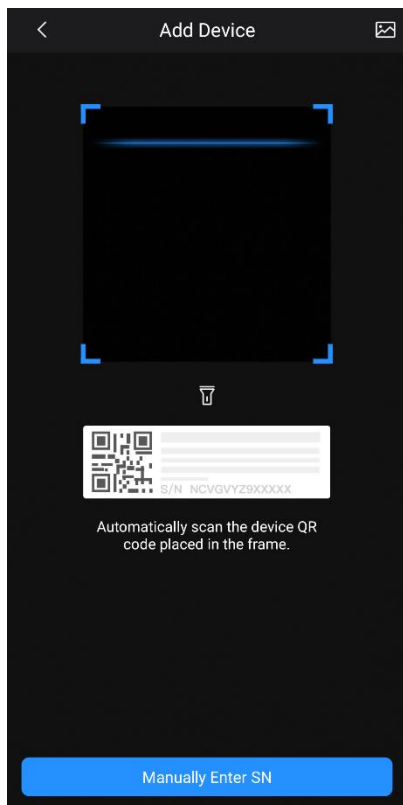 Add Device
S/N NCVGVYZ9XXXXX
Automatically scan the device QR
code placed in the frame.
Manually Enter SN